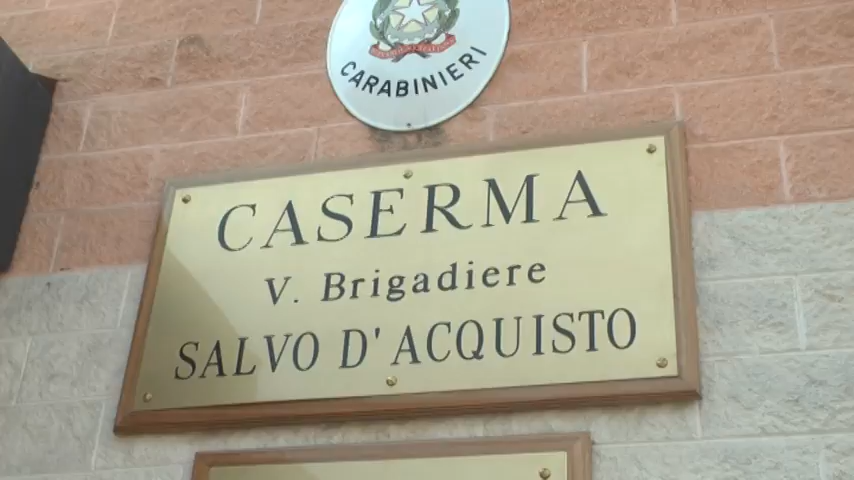 CARABINIERI
CASERMA
V. Brigadiere
SALVO D'ACQUISTO